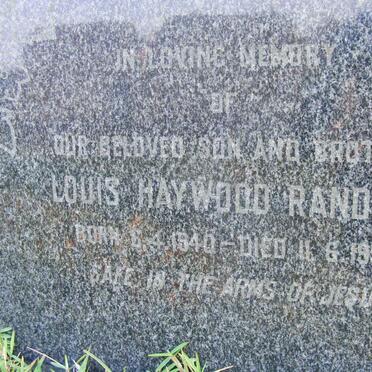 IN LOVING MEMORY
OF
OUR BELOVED SON AND BROT
LOUIS HAYWOOD RAND
BORN 6.4.1940 – DIED 11.6.19
SAFE IN THE ARMS OF JESU